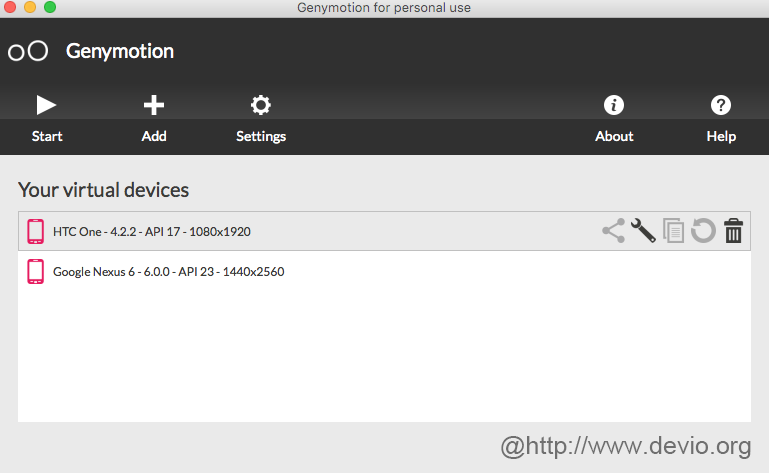 Genymotion for personal use
Genymotion
Start Add Settings About Help
Your virtual devices
HTC One - 4.2.2 - API 17 - 1080x1920
Google Nexus 6 - 6.0.0 - API 23 - 1440x2560
@http://www.devio.org